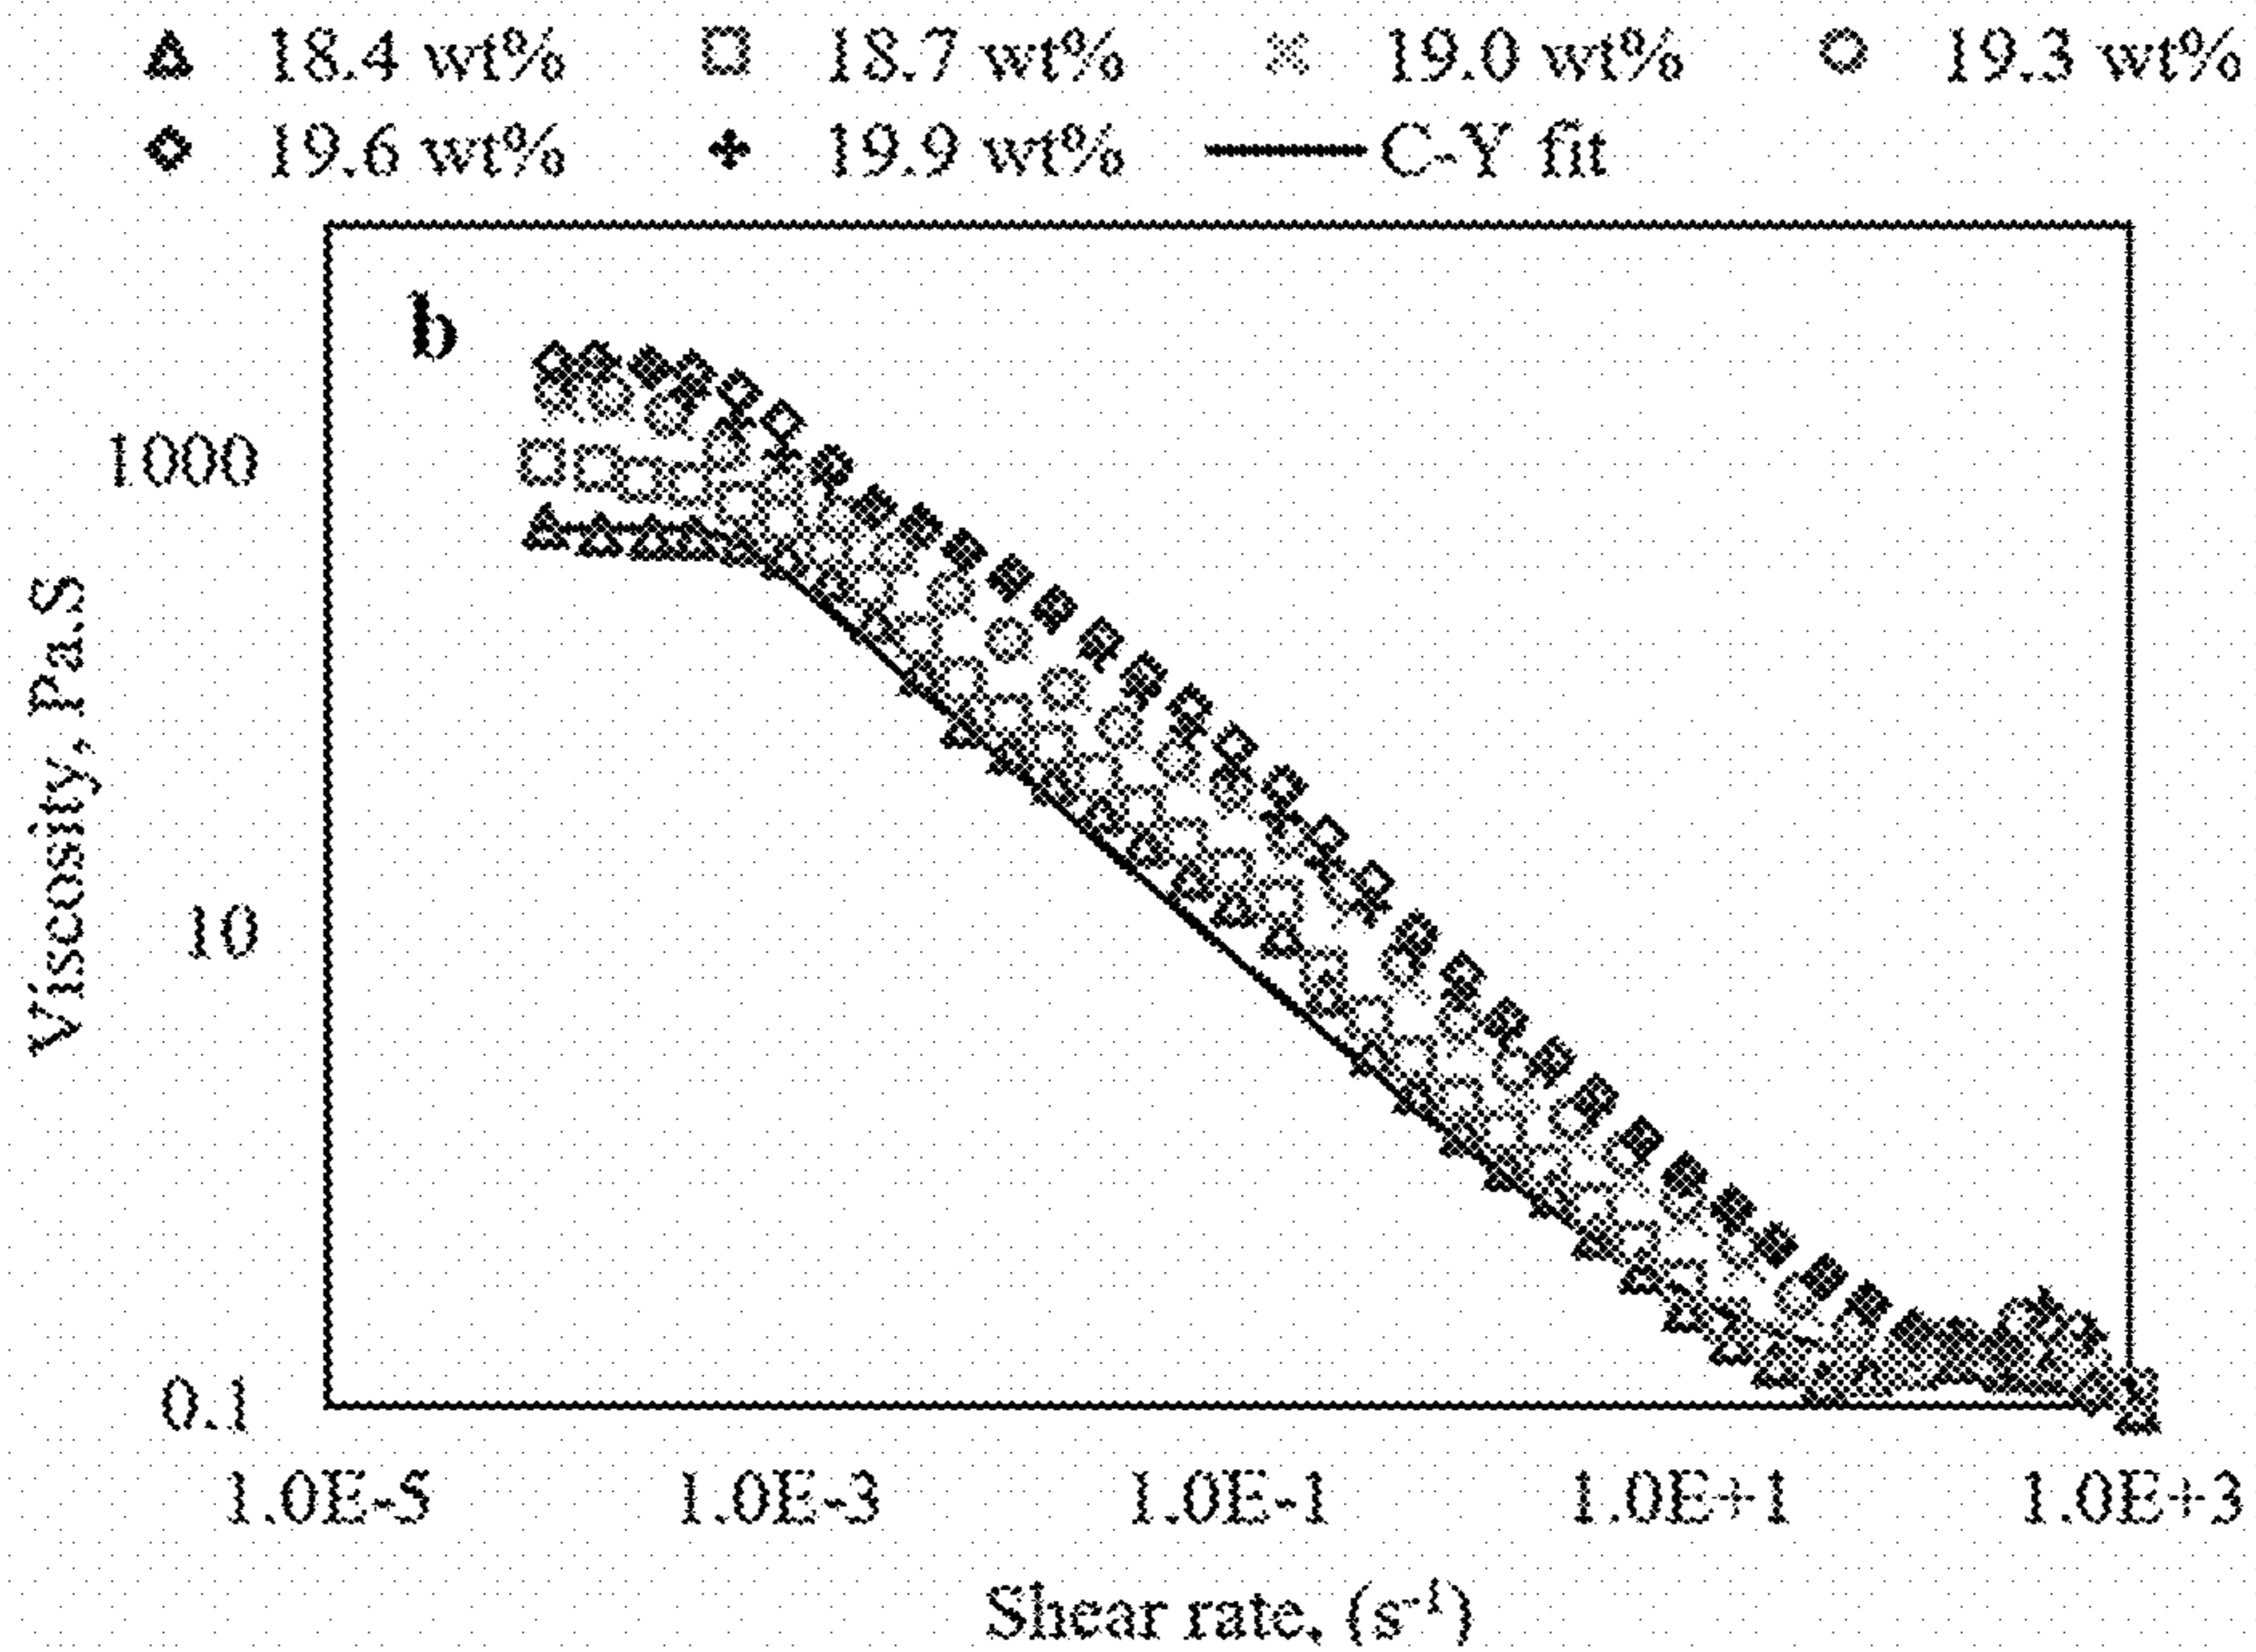 18.4 wt% 18.7 wt% 19.0 wt% 19.3 wt%
19.6 wt% 19.9 wt% C-Y fit
b
1000
10
0.1
Viscosity, Pa.S
1.0E-5 1.0E-3 1.0E-1 1.0E+1 1.0E+3
Shear rate, (s⁻¹)